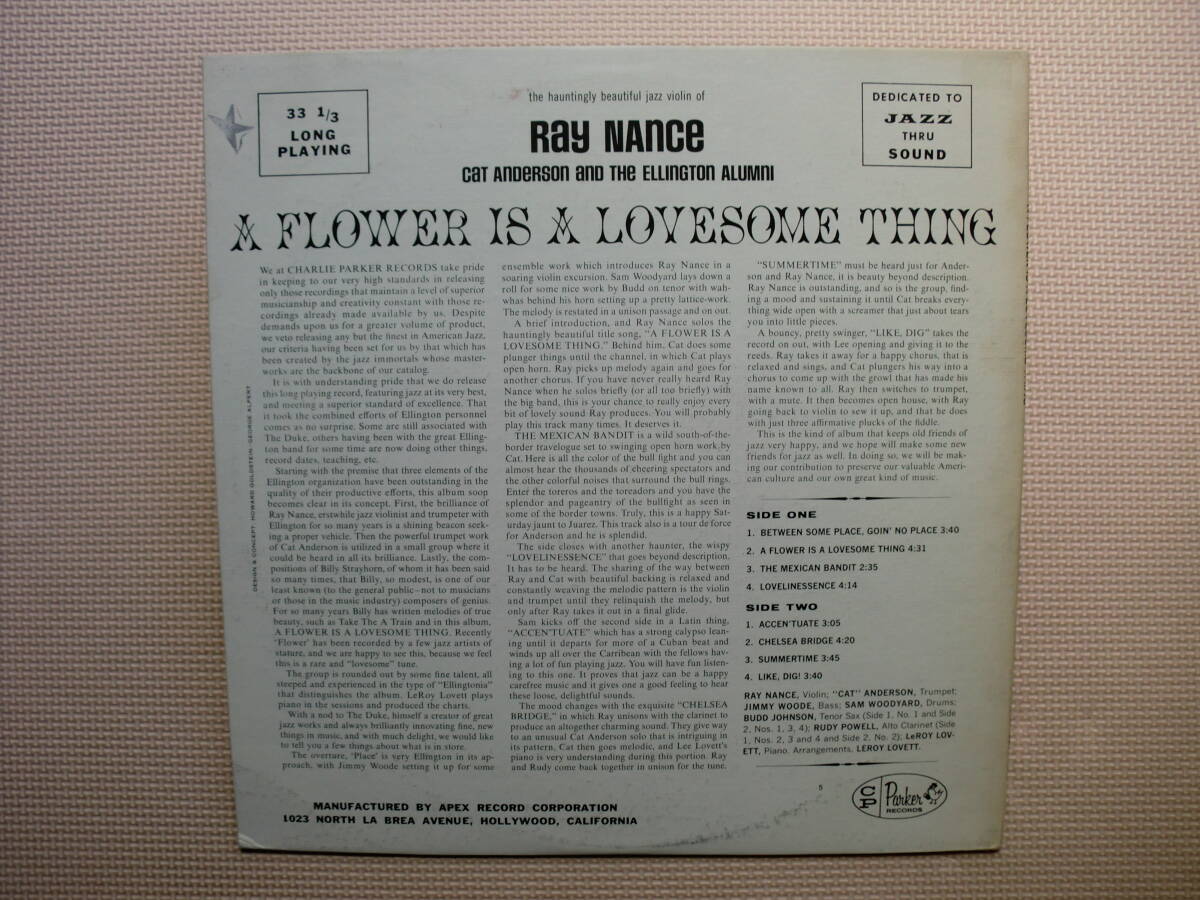 33 1/3
LONG
PLAYING
the hauntingly beautiful jazz violin of
Ray Nance
Cat Anderson and the Ellington Alumni
DEDICATED TO
JAZZ
THRU
SOUND
A FLOWER IS A LOVESOME THING
We at CHARLIE PARKER RECORDS take pride
in keeping to our very high standards in releasing
only those recordings that maintain a level of superior
musicianship and creativity constant with those re-
cordings already made available by us. Despite
demands upon us for a greater volume of product,
we veto releasing any but the finest in American Jazz,
our criteria having been set for us by that which has
been created by the jazz immortals whose master-
works are the backbone of our catalog.
It is with understanding pride that we do release
this long playing record, featuring jazz at its very best,
and meeting a superior standard of excellence. That
it took the combined efforts of Ellington personnel
comes as no surprise. Some are still associated with
The Duke, others having been with the great Elling-
ton band for some time are now doing other things,
record dates, teaching, etc.
Starting with the premise that three elements of the
Ellington organization have been outstanding in the
quality of their productive efforts, this album soon
becomes clear in its concept. First, the brilliance of
Ray Nance, erstwhile jazz violinist and trumpeter with
Ellington for so many years is a shining beacon seek-
ing a proper vehicle. Then the powerful trumpet work
of Cat Anderson is utilized in a small group where it
could be heard in all its brilliance. Lastly, the com-
positions of Billy Strayhorn, of whom it has been said
so many times, that Billy, so modest, is one of our
least known (to the general public—not to musicians
or those in the music industry) composers of genius.
For so many years Billy has written melodies of true
beauty, such as Take The A Train and in this album,
A FLOWER IS A LOVESOME THING. Recently
'Flower' has been recorded by a few jazz artists of
stature, and we are happy to see this, because we feel
this is a rare and "lovesome" tune.
The group is rounded out by some fine talent, all
steeped and experienced in the type of "Ellingtonia"
that distinguishes the album. LeRoy Lovett plays
piano in the sessions and produced the charts.
With a nod to The Duke, himself a creator of great
jazz works and always brilliantly innovating fine, new
things in music, and with much delight, we would like
to tell you a few things about what is in store.
The overture, 'Place' is very Ellington in its ap-
proach, with Jimmy Woode setting it up for some
ensemble work which introduces Ray Nance in a
soaring violin excursion. Sam Woodyard lays down a
roll for some nice work by Budd on tenor with wah-
whas behind his horn setting up a pretty lattice-work.
The melody is restated in a unison passage and on out.
A brief introduction, and Ray Nance solos the
hauntingly beautiful title song, "A FLOWER IS A
LOVESOME THING." Behind him, Cat does some
plunger things until the channel, in which Cat plays
open horn. Ray picks up melody again and goes for
another chorus. If you have never really heard Ray
Nance when he solos briefly (or all too briefly) with
the big band, this is your chance to really enjoy every
bit of lovely sound Ray produces. You will probably
play this track many times. It deserves it.
THE MEXICAN BANDIT is a wild south-of-the-
border travelogue set to swinging open horn work by
Cat. Here is all the color of the bull fight and you can
almost hear the thousands of cheering spectators and
the other colorful noises that surround the bull rings.
Enter the toreros and the toreadors and you have the
splendor and pageantry of the bullfight as seen in
some of the border towns. Truly, this is a happy Sat-
urday jaunt to Juarez. This track also is a tour de force
for Anderson and he is splendid.
The side closes with another haunter, the wispy
"LOVELINESSENCE" that goes beyond description.
It has to be heard. The sharing of the way between
Ray and Cat with beautiful backing is relaxed and
constantly weaving the melodic pattern is the violin
and trumpet until they relinquish the melody, but
only after Ray takes it out in a final glide.
Sam kicks off the second side in a Latin thing,
"ACCEN'TUATE" which has a strong calypso lean-
ing until it departs for more of a Cuban beat and
winds up all over the Carribean with the fellows hav-
ing a lot of fun playing jazz. You will have fun listen-
ing to this one. It proves that jazz can be a happy
carefree music and it gives one a good feeling to hear
these loose, delightful sounds.
The mood changes with the exquisite "CHELSEA
BRIDGE," in which Ray unisons with the clarinet to
produce an altogether charming sound. They give way
to an unusual Cat Anderson solo that is intriguing in
its pattern. Cat then goes melodic, and Lee Lovett's
piano is very understanding during this portion. Ray
and Rudy come back together in unison for the tune.
"SUMMERTIME" must be heard just for Ander-
son and Ray Nance, it is beauty beyond description.
Ray Nance is outstanding, and so is the group, find-
ing a mood and sustaining it until Cat breaks every-
thing wide open with a screamer that just about tears
you into little pieces.
A bouncy, pretty swinger, "LIKE, DIG" takes the
record on out, with Lee opening and giving it to the
reeds. Ray takes it away for a happy chorus, that is
relaxed and sings, and Cat plungers his way into a
chorus to come up with the growl that has made his
name known to all. Ray then switches to trumpet,
with a mute. It then becomes open house, with Ray
going back to violin to sew it up, and that he does
with just three affirmative plucks of the fiddle.
This is the kind of album that keeps old friends of
jazz very happy, and we hope will make some new
friends for jazz as well. In doing so, we will be mak-
ing our contribution to preserve our valuable Ameri-
can culture and our own great kind of music.
SIDE ONE
1. BETWEEN SOME PLACE, GOIN' NO PLACE 3:40
2. A FLOWER IS A LOVESOME THING 4:31
3. THE MEXICAN BANDIT 2:35
4. LOVELINESSENCE 4:14
SIDE TWO
1. ACCEN'TUATE 3:05
2. CHELSEA BRIDGE 4:20
3. SUMMERTIME 3:45
4. LIKE, DIG! 3:40
RAY NANCE, Violin; "CAT" ANDERSON, Trumpet;
JIMMY WOODE, Bass; SAM WOODYARD, Drums;
BUDD JOHNSON, Tenor Sax (Side 1, No. 1 and Side
2, Nos. 1, 3, 4); RUDY POWELL, Alto Clarinet (Side
1, Nos. 2, 3 and 4 and Side 2, No. 2); LeROY LOV-
ETT, Piano. Arrangements, LEROY LOVETT.
DESIGN & CONCEPT: HOWARD GOLDSTEIN-GEORGE ALPERT
MANUFACTURED BY APEX RECORD CORPORATION
1023 NORTH LA BREA AVENUE, HOLLYWOOD, CALIFORNIA
5
CP Parker
RECORDS